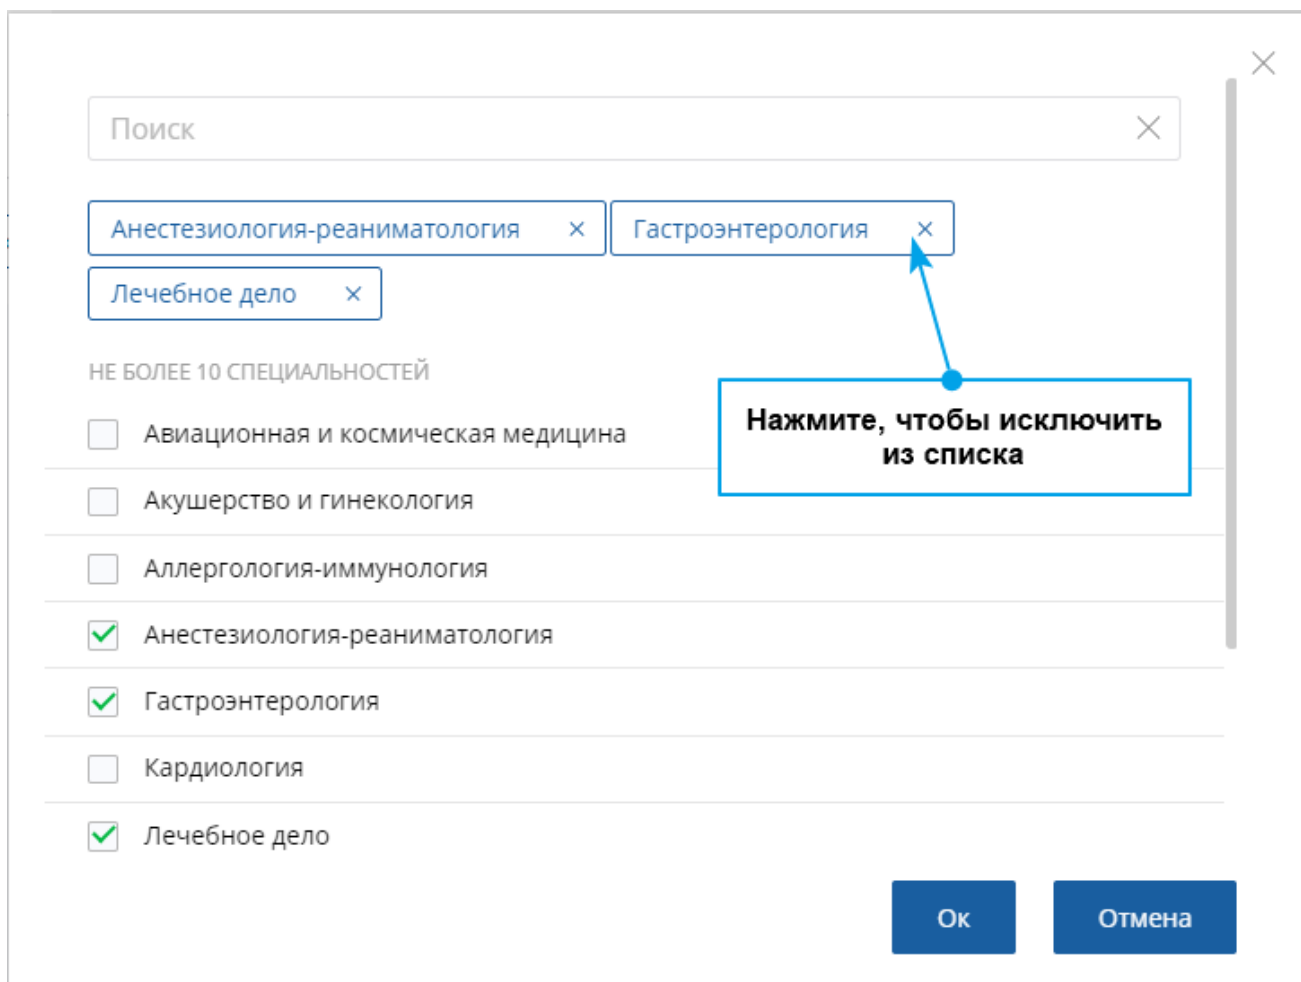 Поиск
Анестезиология-реаниматология
Гастроэнтерология
Лечебное дело
НЕ БОЛЕЕ 10 СПЕЦИАЛЬНОСТЕЙ
Нажмите, чтобы исключить
из списка
Авиационная и космическая медицина
Акушерство и гинекология
Аллергология-иммунология
Анестезиология-реаниматология
Гастроэнтерология
Кардиология
Лечебное дело
Ок
Отмена